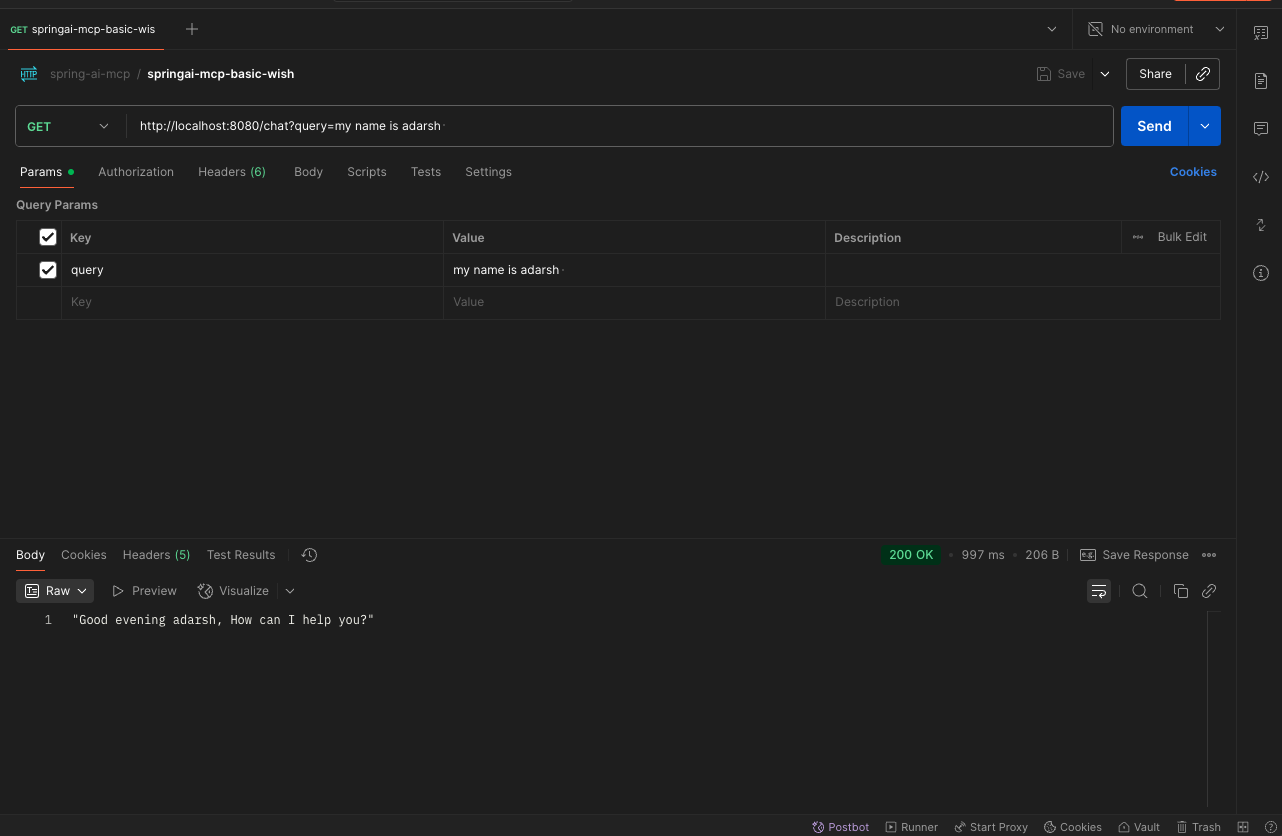 GET springai-mcp-basic-wis
No environment
HTTP spring-ai-mcp / springai-mcp-basic-wish
Save
Share
GET
http://localhost:8080/chat?query=my name is adarsh
Send
Params
Authorization
Headers (6)
Body
Scripts
Tests
Settings
Cookies
Query Params
Key
Value
Description
Bulk Edit
query
my name is adarsh
Key
Value
Description
Body
Cookies
Headers (5)
Test Results
200 OK
997 ms
206 B
e.g.
Save Response
Raw
Preview
Visualize
1 "Good evening adarsh, How can I help you?"
Postbot
Runner
Start Proxy
Cookies
Vault
Trash